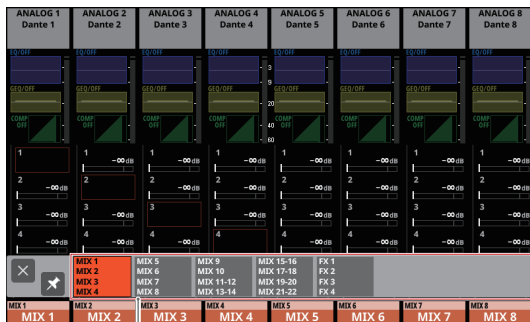 ANALOG 1 ANALOG 2 ANALOG 3 ANALOG 4 ANALOG 5 ANALOG 6 ANALOG 7 ANALOG 8
Dante 1 Dante 2 Dante 3 Dante 4 Dante 5 Dante 6 Dante 7 Dante 8
EQ/OFF EQ/OFF EQ/OFF EQ/OFF EQ/OFF EQ/OFF EQ/OFF EQ/OFF
3
GEQ/OFF GEQ/OFF GEQ/OFF GEQ/OFF GEQ/OFF GEQ/OFF GEQ/OFF GEQ/OFF
9
20
COMP COMP COMP COMP COMP COMP COMP COMP
OFF OFF OFF OFF OFF OFF OFF OFF
40
60
1 1 1 1 1 1 1 1
-∞dB -∞dB -∞dB -∞dB -∞dB -∞dB -∞dB
2 2 2 2 2 2 2 2
-∞dB -∞dB -∞dB -∞dB -∞dB -∞dB -∞dB
3 3 3 3 3 3 3 3
-∞dB -∞dB -∞dB -∞dB -∞dB -∞dB -∞dB
4 4 4 4 4 4 4 4
-∞dB -∞dB -∞dB -∞dB -∞dB -∞dB -∞dB
MIX 1 MIX 5 MIX 9 MIX 15-16 FX 1
MIX 2 MIX 6 MIX 10 MIX 17-18 FX 2
MIX 3 MIX 7 MIX 11-12 MIX 19-20 FX 3
MIX 4 MIX 8 MIX 13-14 MIX 21-22 FX 4
MIX 1 MIX 2 MIX 3 MIX 4 MIX 5 MIX 6 MIX 7 MIX 8
MIX 1 MIX 2 MIX 3 MIX 4 MIX 5 MIX 6 MIX 7 MIX 8